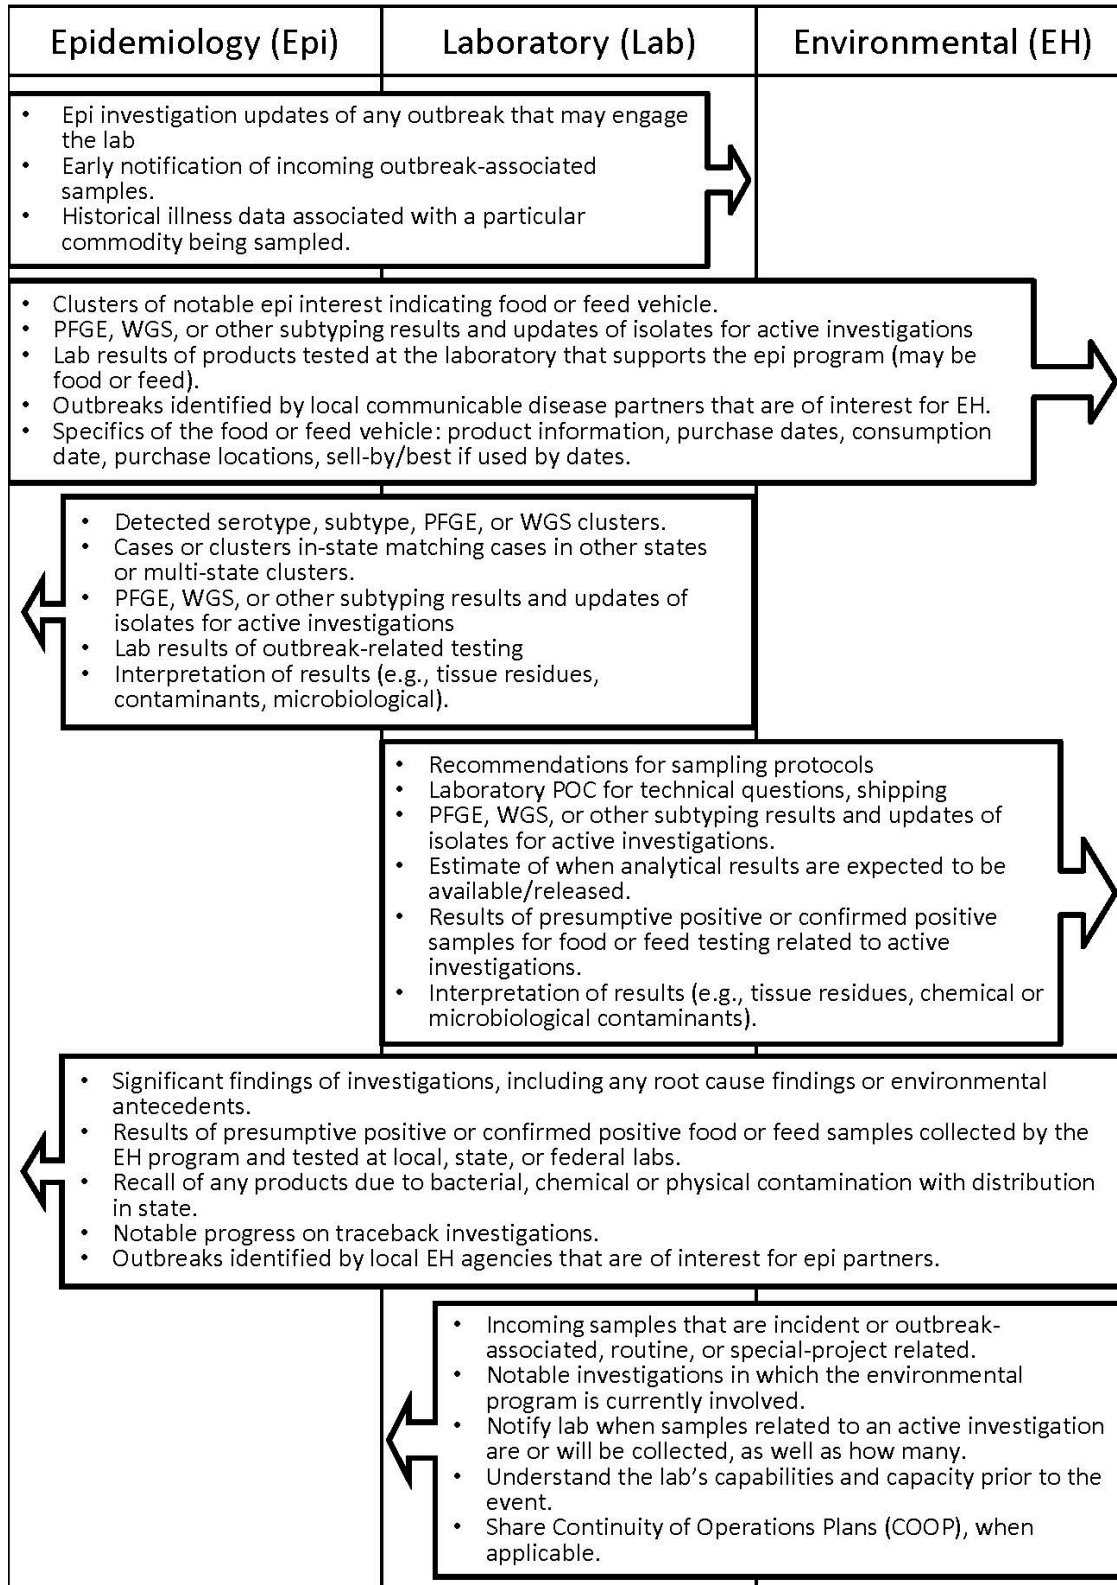 Epidemiology (Epi)
Laboratory (Lab)
Environmental (EH)
• Epi investigation updates of any outbreak that may engage
the lab
• Early notification of incoming outbreak-associated
samples.
• Historical illness data associated with a particular
commodity being sampled.
• Clusters of notable epi interest indicating food or feed vehicle.
• PFGE, WGS, or other subtyping results and updates of isolates for active investigations
• Lab results of products tested at the laboratory that supports the epi program (may be
food or feed).
• Outbreaks identified by local communicable disease partners that are of interest for EH.
• Specifics of the food or feed vehicle: product information, purchase dates, consumption
date, purchase locations, sell-by/best if used by dates.
• Detected serotype, subtype, PFGE, or WGS clusters.
• Cases or clusters in-state matching cases in other states
or multi-state clusters.
• PFGE, WGS, or other subtyping results and updates of
isolates for active investigations
• Lab results of outbreak-related testing
• Interpretation of results (e.g., tissue residues,
contaminants, microbiological).
• Recommendations for sampling protocols
• Laboratory POC for technical questions, shipping
• PFGE, WGS, or other subtyping results and updates of
isolates for active investigations.
• Estimate of when analytical results are expected to be
available/released.
• Results of presumptive positive or confirmed positive
samples for food or feed testing related to active
investigations.
• Interpretation of results (e.g., tissue residues, chemical or
microbiological contaminants).
• Significant findings of investigations, including any root cause findings or environmental
antecedents.
• Results of presumptive positive or confirmed positive food or feed samples collected by the
EH program and tested at local, state, or federal labs.
• Recall of any products due to bacterial, chemical or physical contamination with distribution
in state.
• Notable progress on traceback investigations.
• Outbreaks identified by local EH agencies that are of interest for epi partners.
• Incoming samples that are incident or outbreak-
associated, routine, or special-project related.
• Notable investigations in which the environmental
program is currently involved.
• Notify lab when samples related to an active investigation
are or will be collected, as well as how many.
• Understand the lab's capabilities and capacity prior to the
event.
• Share Continuity of Operations Plans (COOP), when
applicable.